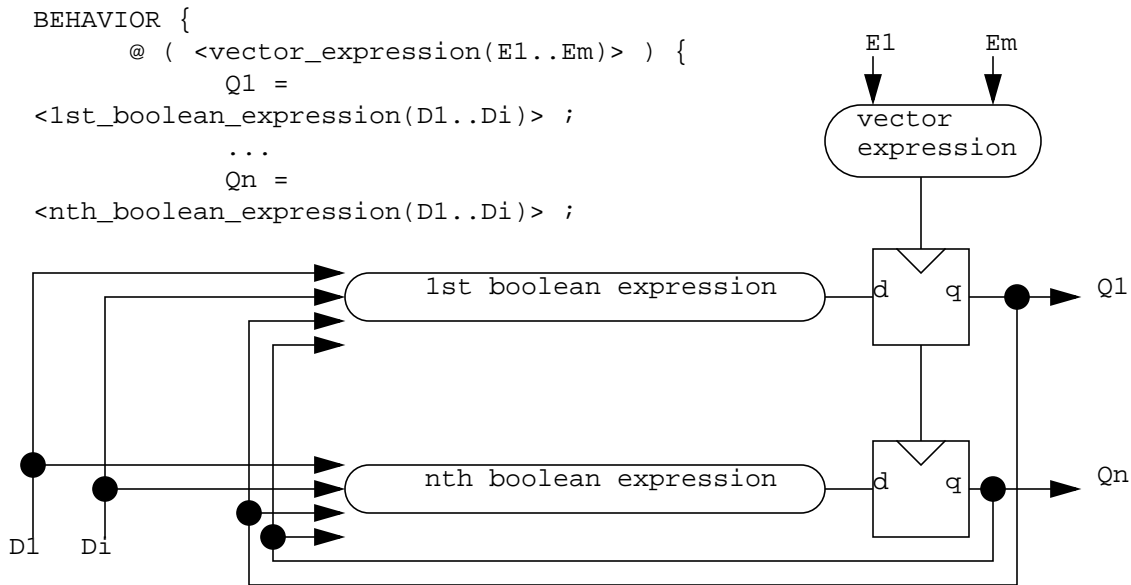 BEHAVIOR {
@ ( <vector_expression(E1..Em)> ) {
Q1 =
<1st_boolean_expression(D1..Di)> ;
...
Qn =
<nth_boolean_expression(D1..Di)> ;
E1 Em
vector
expression
1st boolean expression
d q
Q1
nth boolean expression
d q
Qn
D1 Di